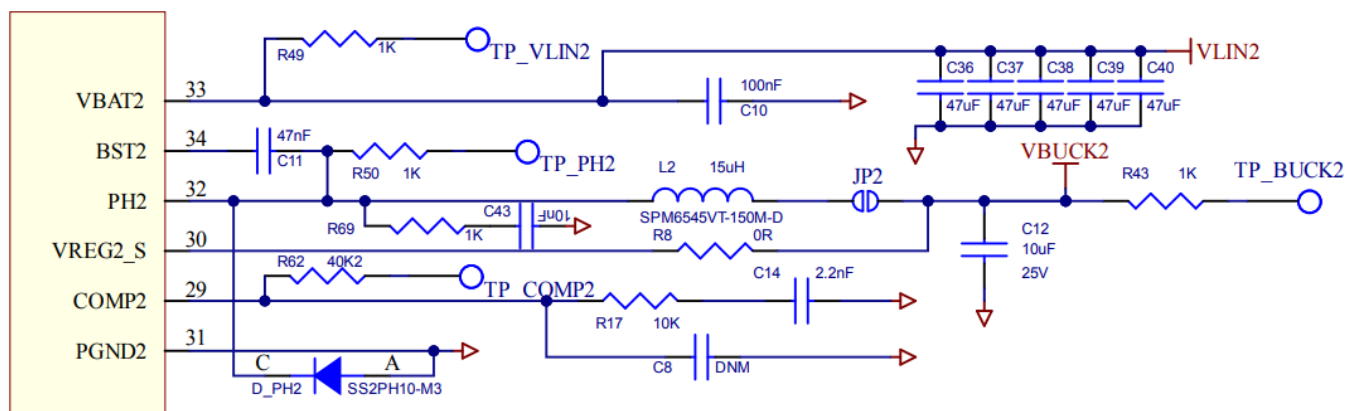 R49 1K TP_VLIN2
VLIN2
C36 C37 C38 C39 C40
VBAT2 33 100nF C10
47uF 47uF 47uF 47uF 47uF
BST2 34 47nF C11
R50 1K TP_PH2
VBUCK2
R43 1K TP_BUCK2
PH2 32 L2 15uH JP2
SPM6545VT-150M-D
R69 1K C43 10nF
VREG2_S 30 R8 0R
C12
10uF
25V
R62 40K2 TP_COMP2
COMP2 29 R17 10K C14 2.2nF
PGND2 31
C8 DNM
C A
D_PH2 SS2PH10-M3